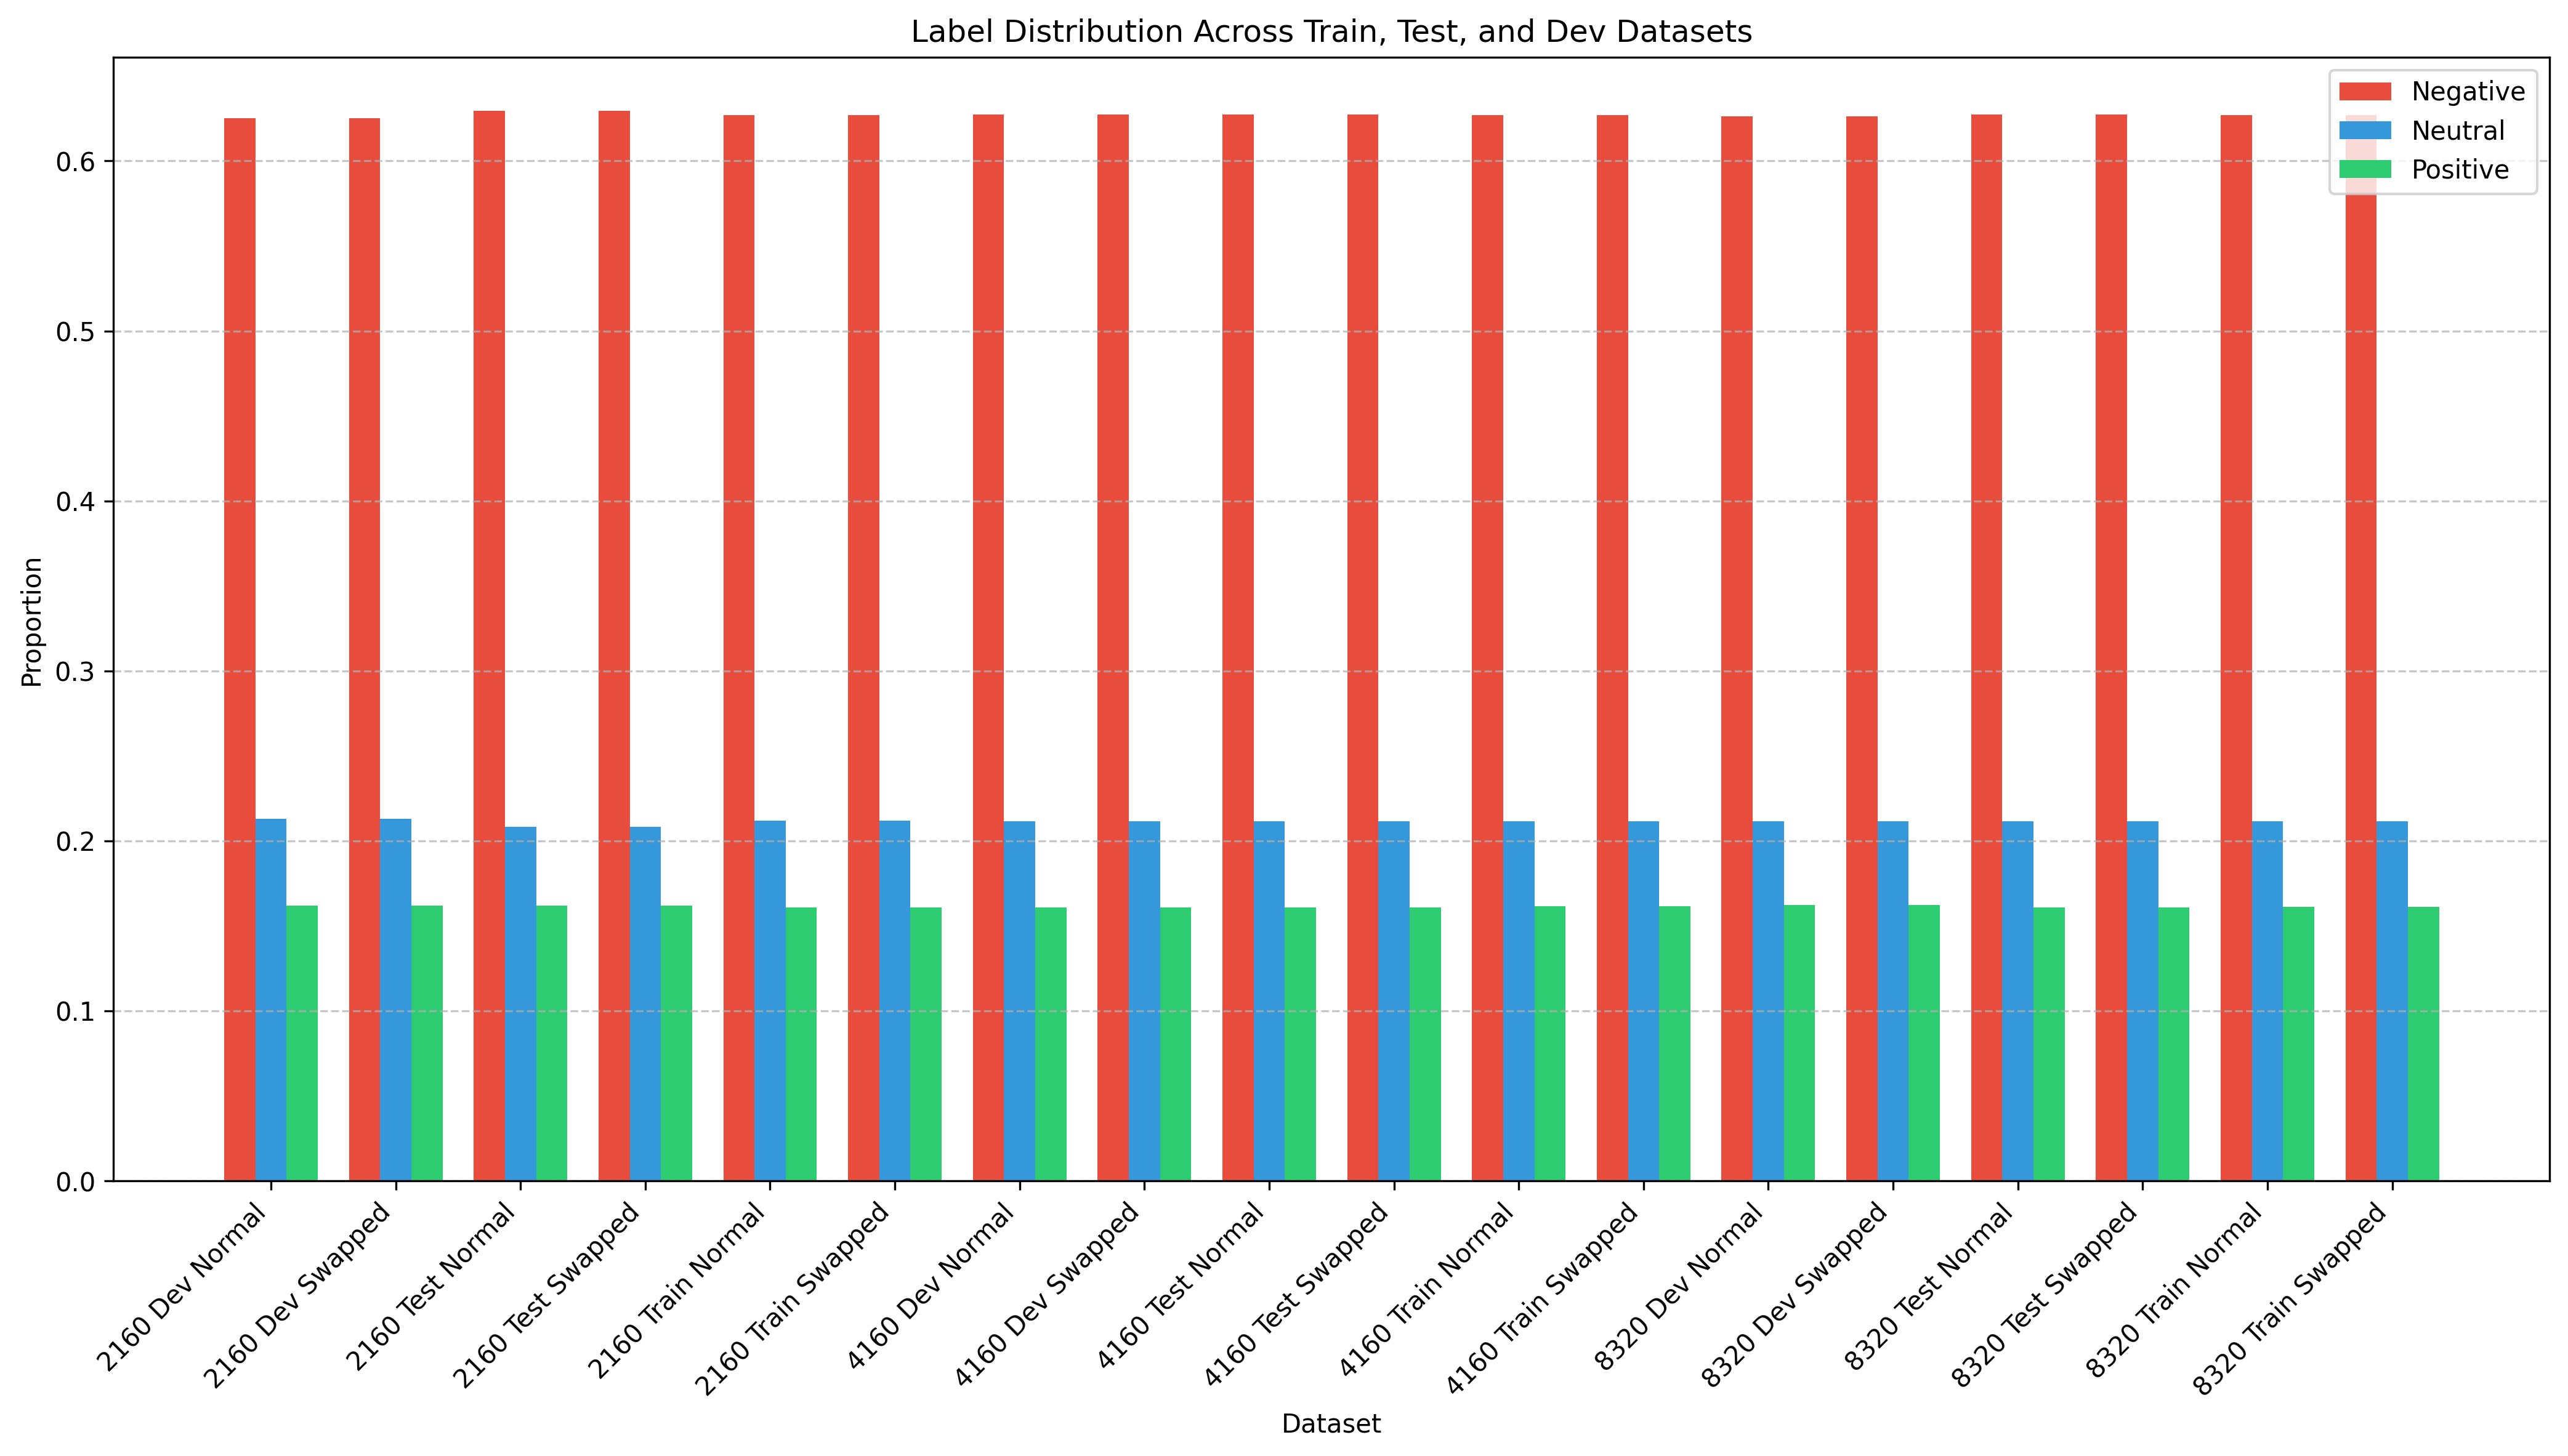 Label Distribution Across Train, Test, and Dev Datasets
Negative
Neutral
Positive
Proportion
0.6
0.5
0.4
0.3
0.2
0.1
0.0
2160 Dev Normal
2160 Dev Swapped
2160 Test Normal
2160 Test Swapped
2160 Train Normal
2160 Train Swapped
4160 Dev Normal
4160 Dev Swapped
4160 Test Normal
4160 Test Swapped
4160 Train Normal
4160 Train Swapped
8320 Dev Normal
8320 Dev Swapped
8320 Test Normal
8320 Test Swapped
8320 Train Normal
8320 Train Swapped
Dataset